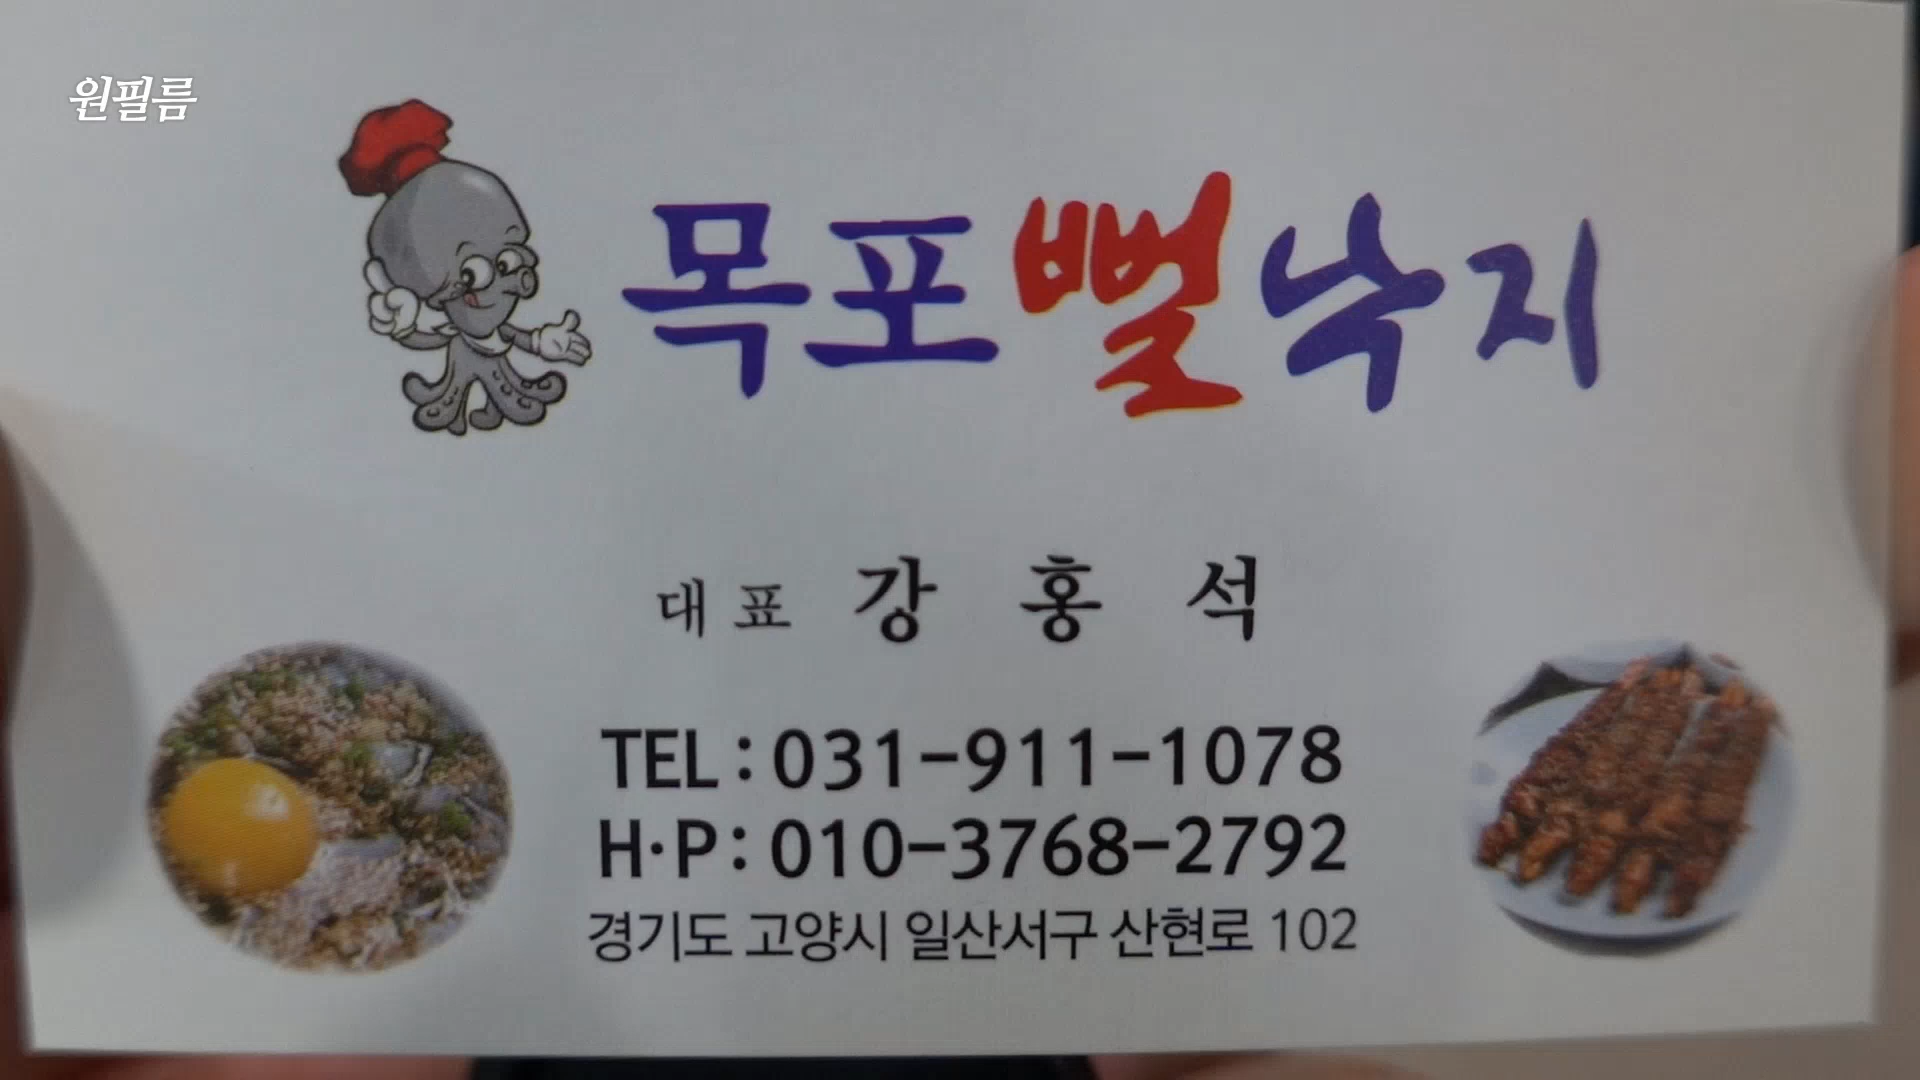 원필름
목포뻘낙지
대표 강 홍 석
TEL : 031-911-1078
H·P : 010-3768-2792
경기도 고양시 일산서구 산현로 102